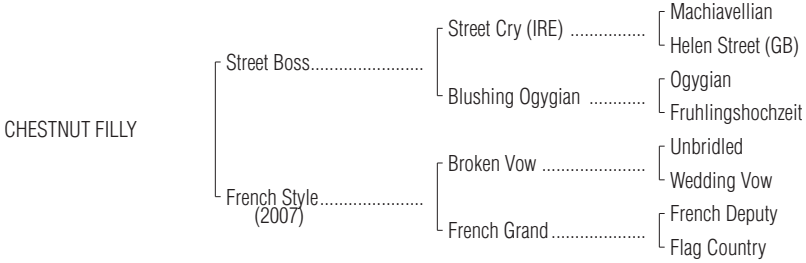 Machiavellian
Street Cry (IRE) ................
Helen Street (GB)
Street Boss........................
Ogygian
Blushing Ogygian ............
Fruhlingshochzeit
CHESTNUT FILLY
Unbridled
Broken Vow ......................
Wedding Vow
French Style......................
(2007)
French Deputy
French Grand ....................
Flag Country